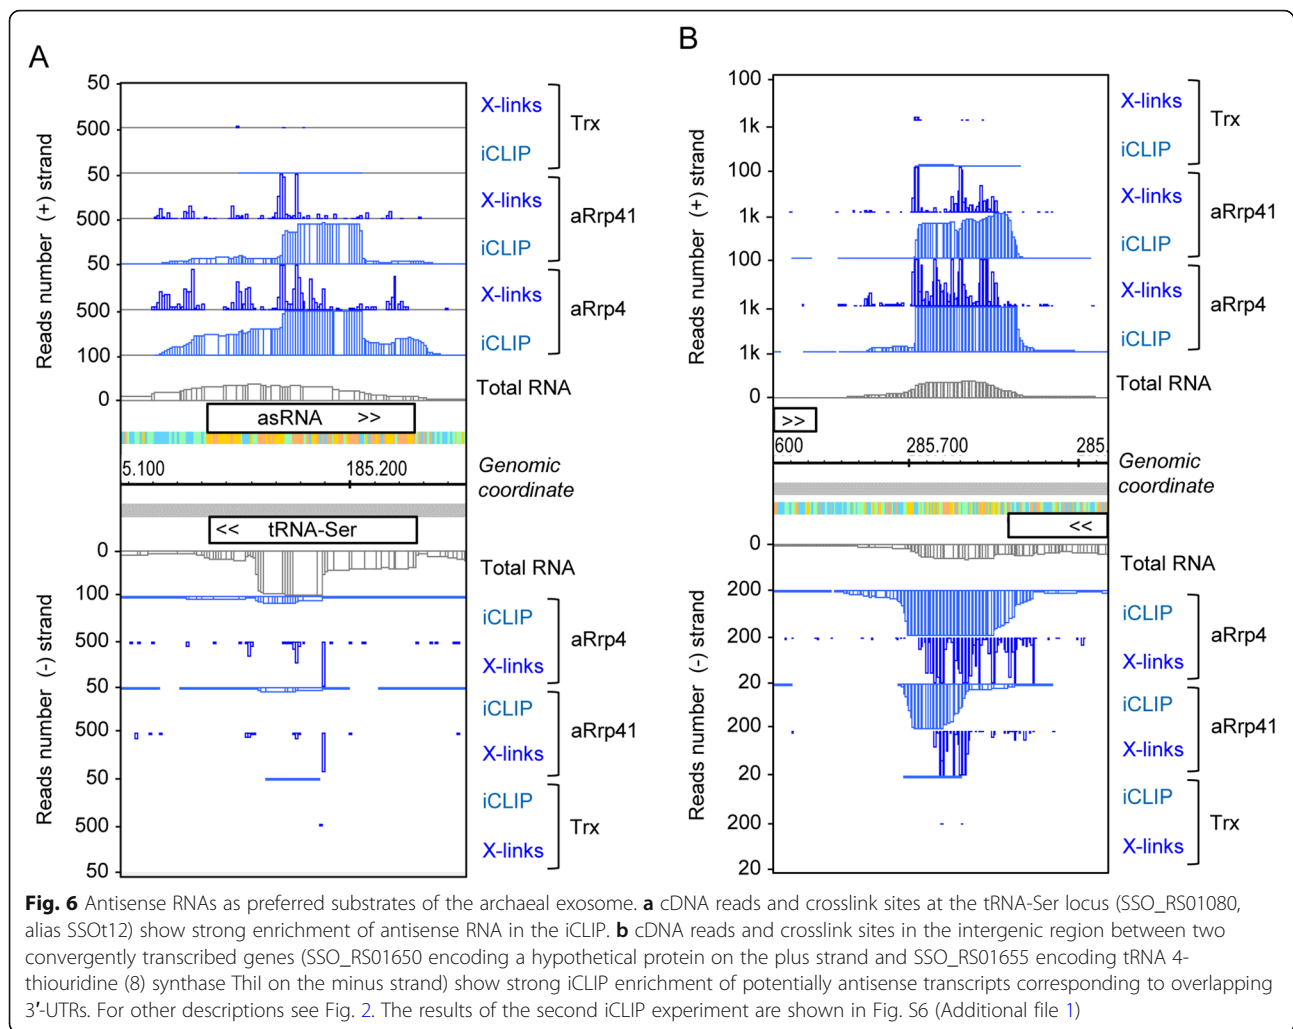 A
B
50
500
50
500
50
500
100
0
Reads number (+) strand
X-links
iCLIP
Trx
X-links
iCLIP
aRrp41
X-links
iCLIP
aRrp4
Total RNA
asRNA >>
5.100 185.200
Genomic coordinate
<< tRNA-Ser
0
100
500
50
500
50
500
50
Reads number (-) strand
Total RNA
iCLIP
X-links
aRrp4
iCLIP
X-links
aRrp41
iCLIP
X-links
Trx
100
1k
100
1k
100
1k
1k
0
Reads number (+) strand
X-links
iCLIP
Trx
X-links
iCLIP
aRrp41
X-links
iCLIP
aRrp4
Total RNA
>>
600 285.700 285.
Genomic coordinate
<<
0
200
200
20
200
20
200
20
Reads number (-) strand
Total RNA
iCLIP
X-links
aRrp4
iCLIP
X-links
aRrp41
iCLIP
X-links
Trx
Fig. 6 Antisense RNAs as preferred substrates of the archaeal exosome. a cDNA reads and crosslink sites at the tRNA-Ser locus (SSO_RS01080,
alias SSOt12) show strong enrichment of antisense RNA in the iCLIP. b cDNA reads and crosslink sites in the intergenic region between two
convergently transcribed genes (SSO_RS01650 encoding a hypothetical protein on the plus strand and SSO_RS01655 encoding tRNA 4-
thiouridine (8) synthase ThiI on the minus strand) show strong iCLIP enrichment of potentially antisense transcripts corresponding to overlapping
3′-UTRs. For other descriptions see Fig. 2. The results of the second iCLIP experiment are shown in Fig. S6 (Additional file 1)